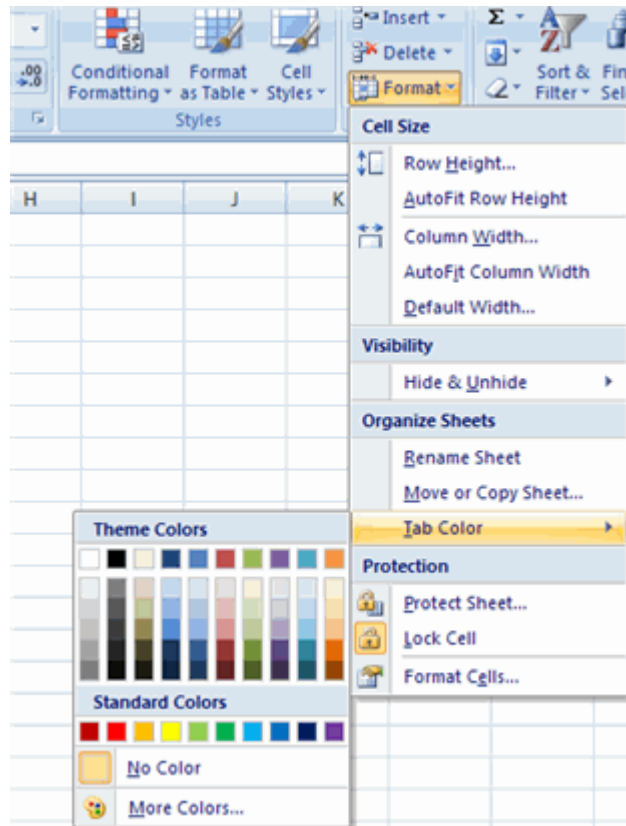 Insert
Σ
Delete
.00
.0
Conditional Formatting
Format as Table
Cell Styles
Format
Sort & Filter
Styles
Cell Size
Row Height...
H I J K
AutoFit Row Height
Column Width...
AutoFit Column Width
Default Width...
Visibility
Hide & Unhide
Organize Sheets
Rename Sheet
Move or Copy Sheet...
Theme Colors
Tab Color
Protection
Protect Sheet...
Lock Cell
Format Cells...
Standard Colors
No Color
More Colors...